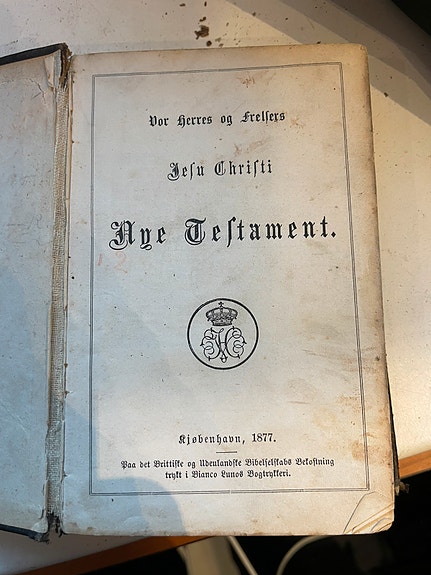 Vor Herres og Frelsers
Jesu Christi
Nye Testament.
Kjøbenhavn, 1877.
Paa det Brittiske og Udenlandske Bibelselskabs Bekostning
trykt i Bianco Lunos Bogtrykkeri.